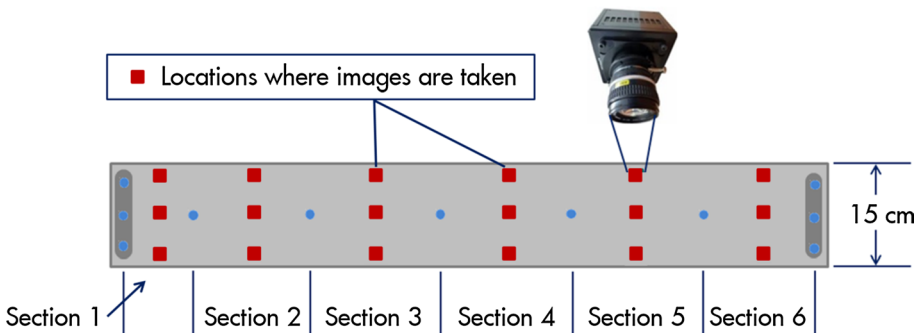 Locations where images are taken
15 cm
Section 1
Section 2
Section 3
Section 4
Section 5
Section 6